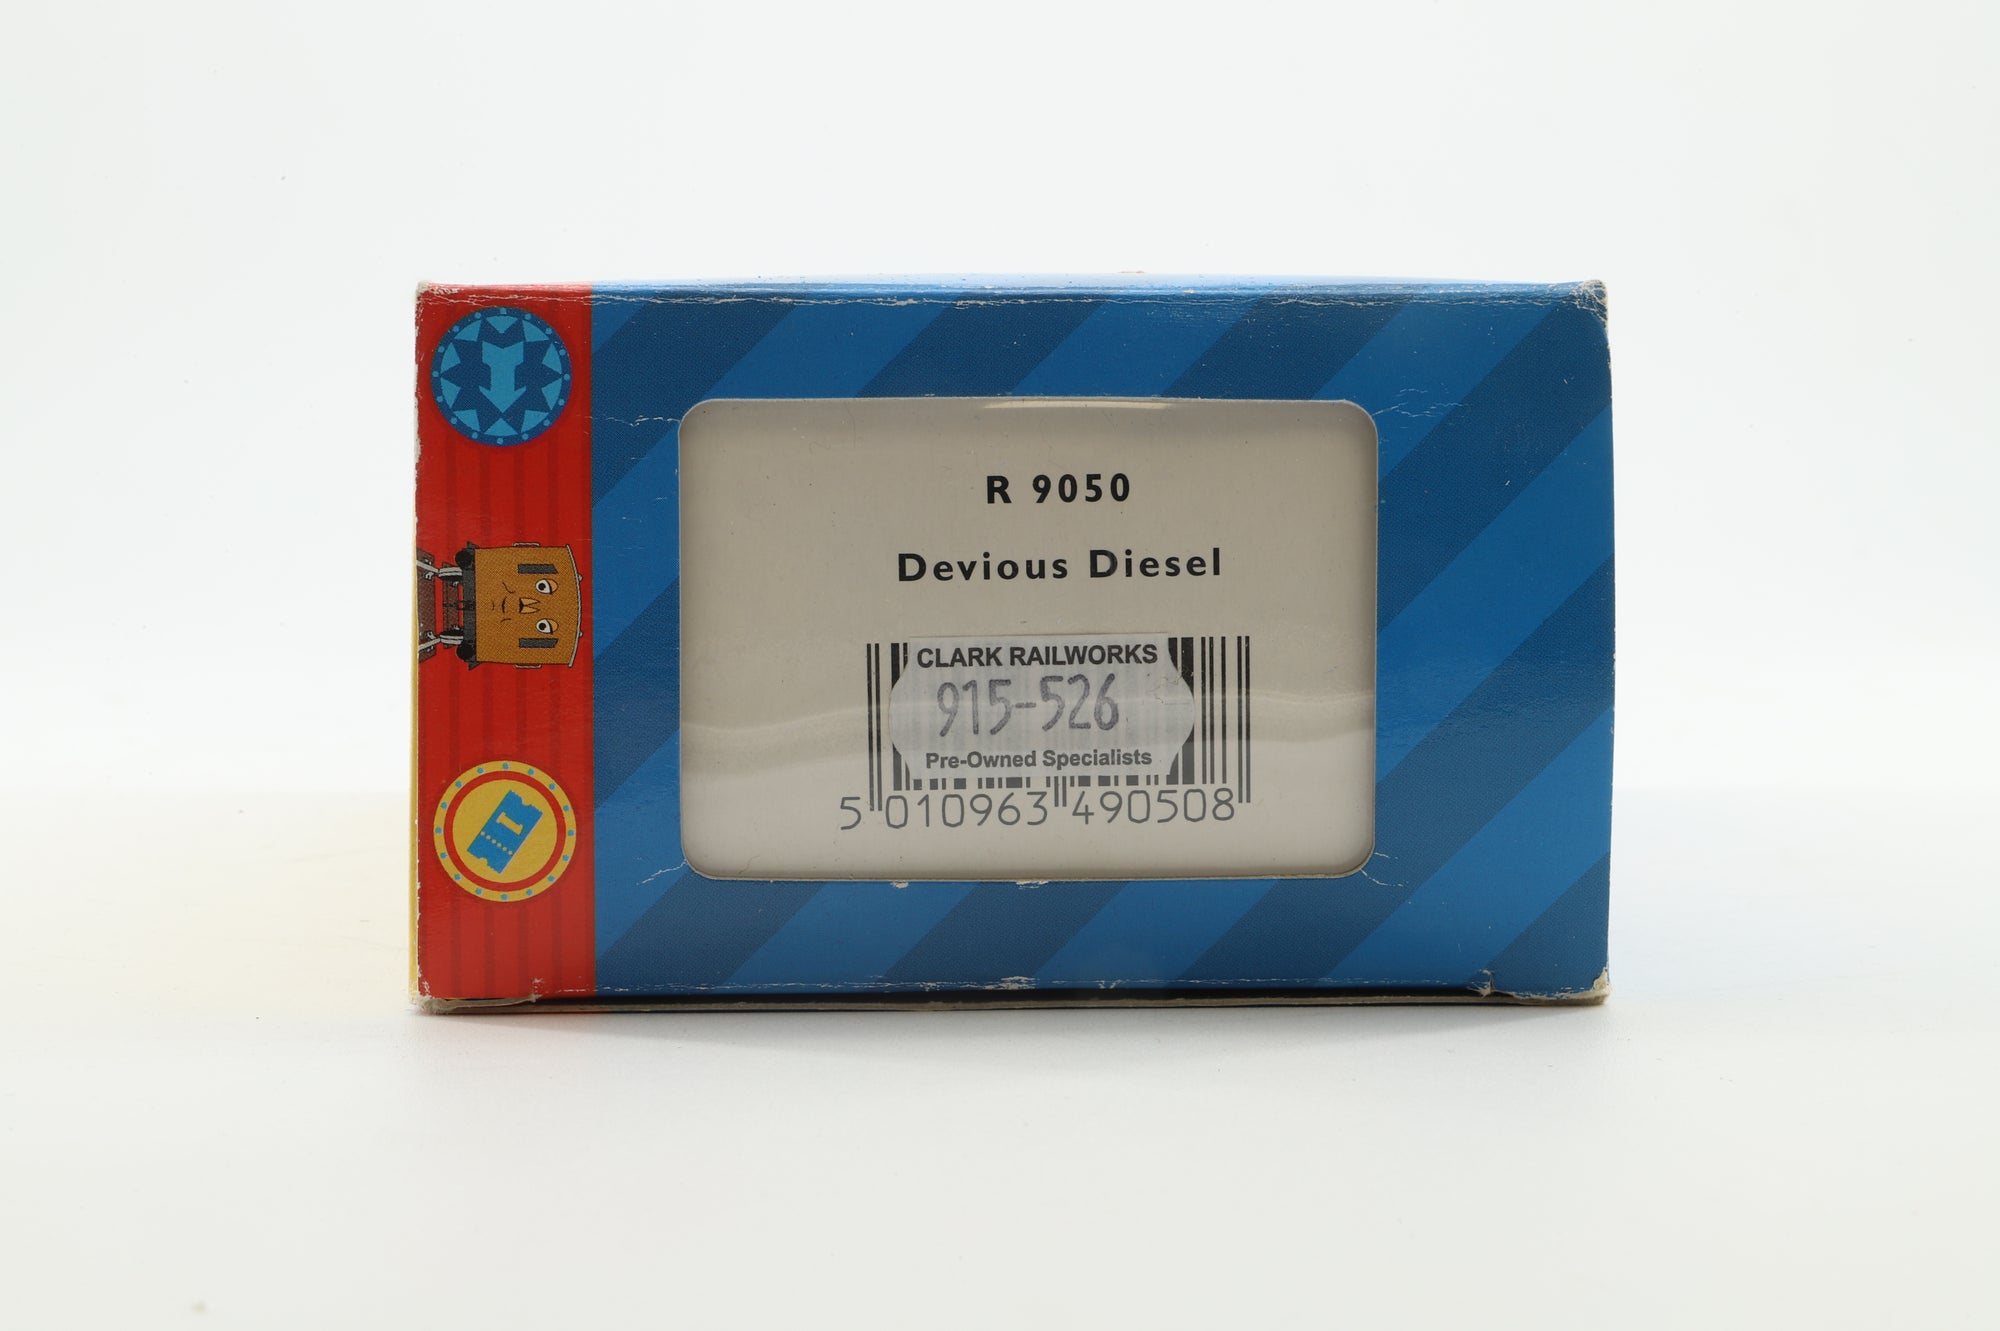 R 9050
Devious Diesel
CLARK RAILWORKS
915-526
Pre-Owned Specialists
5 010963 490508